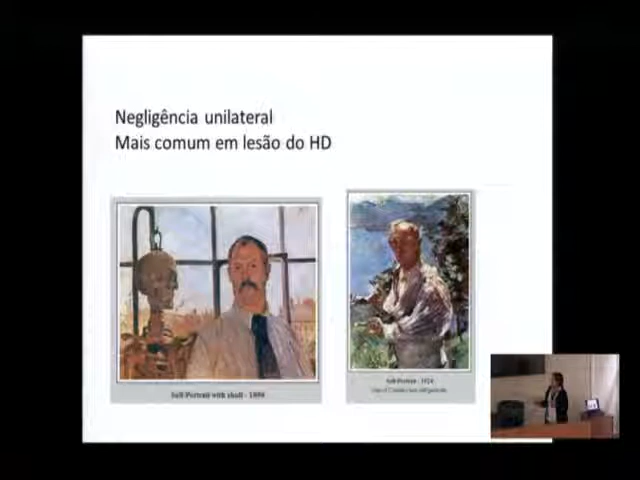 Negligência unilateral
Mais comum em lesão do HD
Self-Portrait with skull - 1896
Self-Portrait - 1924